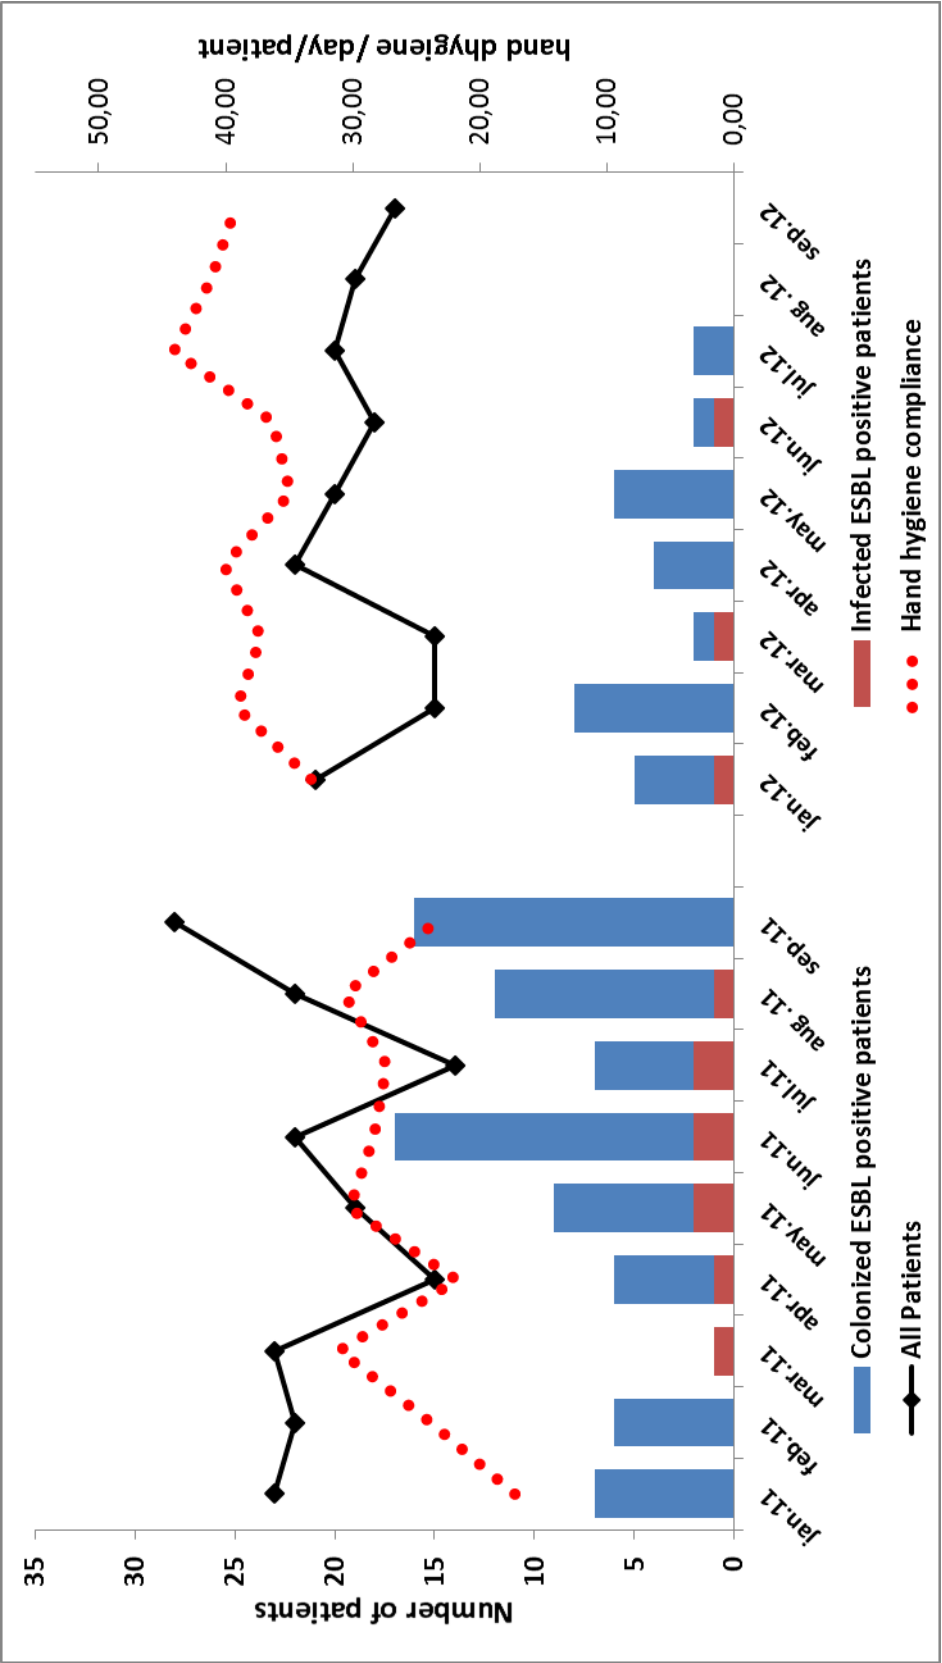 Number of patients
35
30
25
20
15
10
5
0
hand dhygiene / day/patient
50,00
40,00
30,00
20,00
10,00
0,00
jan.11
feb.11
mar.11
apr.11
may.11
jun.11
jul.11
aug.11
sep.11
jan.12
feb.12
mar.12
apr.12
may.12
jun.12
jul.12
aug.12
sep.12
Colonized ESBL positive patients
Infected ESBL positive patients
All Patients
Hand hygiene compliance